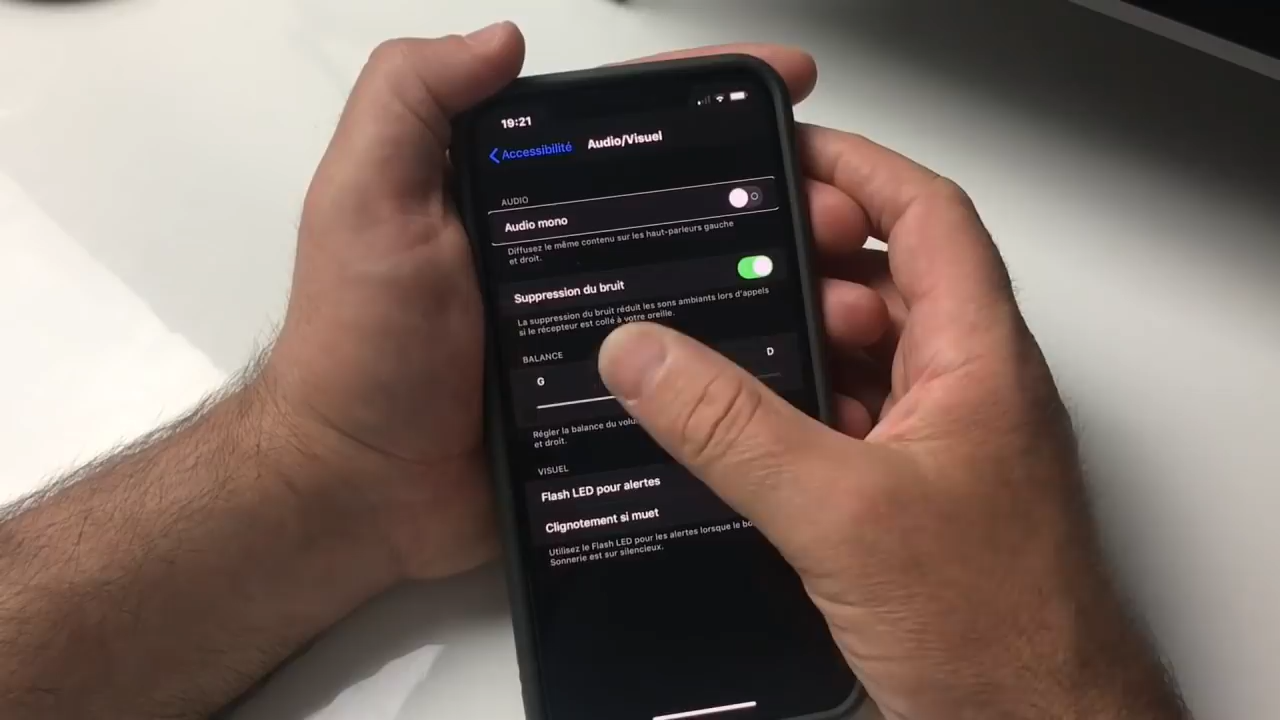 19:21
Accessibilité
Audio/Visuel
AUDIO
Audio mono
Diffusez le même contenu sur les haut-parleurs gauche
et droit.
Suppression du bruit
La suppression du bruit réduit les sons ambiants lors d'appels
si le récepteur est collé à votre oreille.
BALANCE
G
D
Régler la balance du
et droit.
VISUEL
Flash LED pour alertes
Clignotement si muet
Utilisez le Flash LED pour les alertes lorsque le
Sonnerie est sur silencieux.